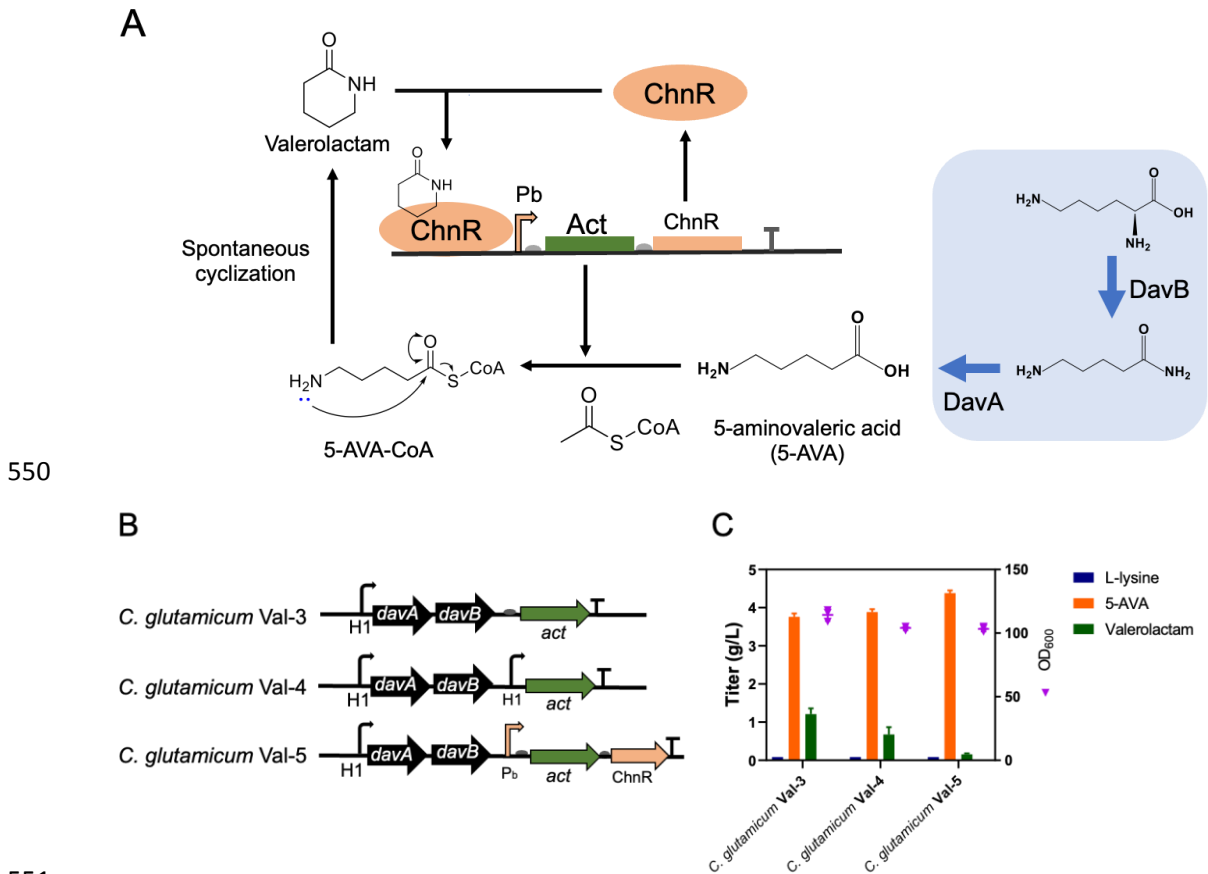 A
O
NH
Valerolactam
ChnR
O
NH
ChnR
Pb
Act
ChnR
Spontaneous
cyclization
O
H₂N
OH
NH₂
DavB
O
H₂N
NH₂
DavA
O
H₂N
S
CoA
5-AVA-CoA
O
S
CoA
O
H₂N
OH
5-aminovaleric acid
(5-AVA)
550
B
C. glutamicum Val-3
H1
davA
davB
act
C. glutamicum Val-4
H1
davA
davB
H1
act
C. glutamicum Val-5
H1
davA
davB
Pb
act
ChnR
C
Titer (g/L)
5
4
3
2
1
0
150
100
50
0
OD600
L-lysine
5-AVA
Valerolactam
C. glutamicum Val-3
C. glutamicum Val-4
C. glutamicum Val-5